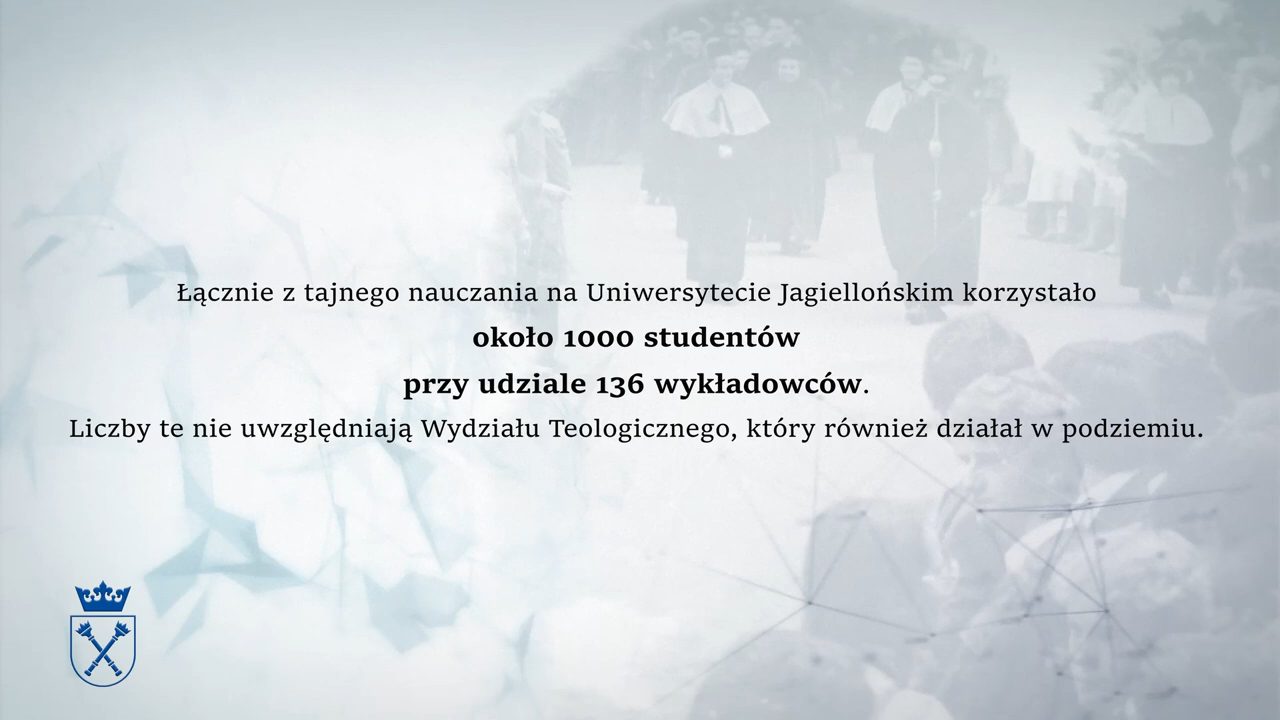 Łącznie z tajnego nauczania na Uniwersytecie Jagiellońskim korzystało
około 1000 studentów
przy udziale 136 wykładowców.
Liczby te nie uwzględniają Wydziału Teologicznego, który również działał w podziemiu.